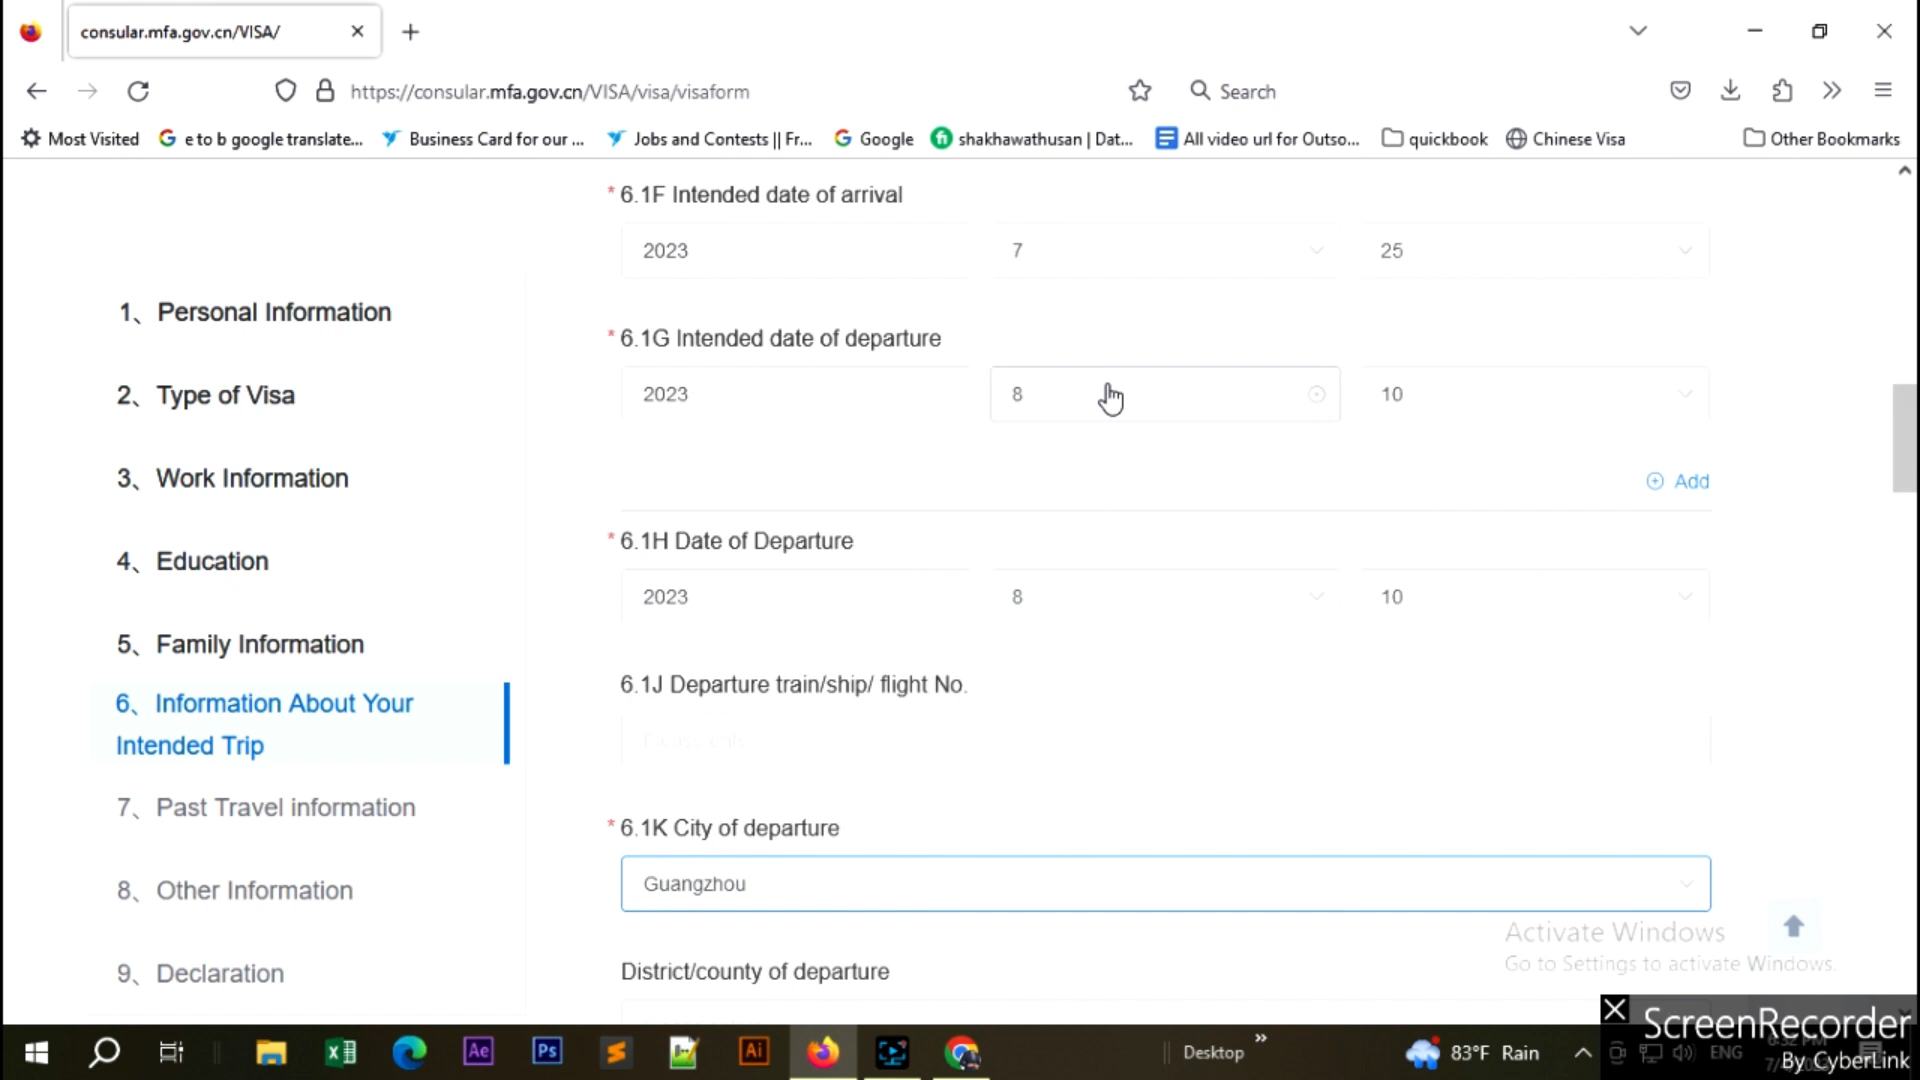 consular.mfa.gov.cn/VISA/
https://consular.mfa.gov.cn/VISA/visa/visaform
Search
Most Visited
e to b google translate...
Business Card for our ...
Jobs and Contests || Fr...
Google
shakhawathusan | Dat...
All video url for Outso...
quickbook
Chinese Visa
Other Bookmarks
1、 Personal Information
2、 Type of Visa
3、 Work Information
4、 Education
5、 Family Information
6、 Information About Your
Intended Trip
7、 Past Travel information
8、 Other Information
9、 Declaration
* 6.1F Intended date of arrival
2023 7 25
* 6.1G Intended date of departure
2023 8 10
Add
* 6.1H Date of Departure
2023 8 10
6.1J Departure train/ship/ flight No.
* 6.1K City of departure
Guangzhou
District/county of departure
Activate Windows
Go to Settings to activate Windows.
ScreenRecorder
By CyberLink
Ae
Ps
Ai
Desktop
83°F Rain
ENG